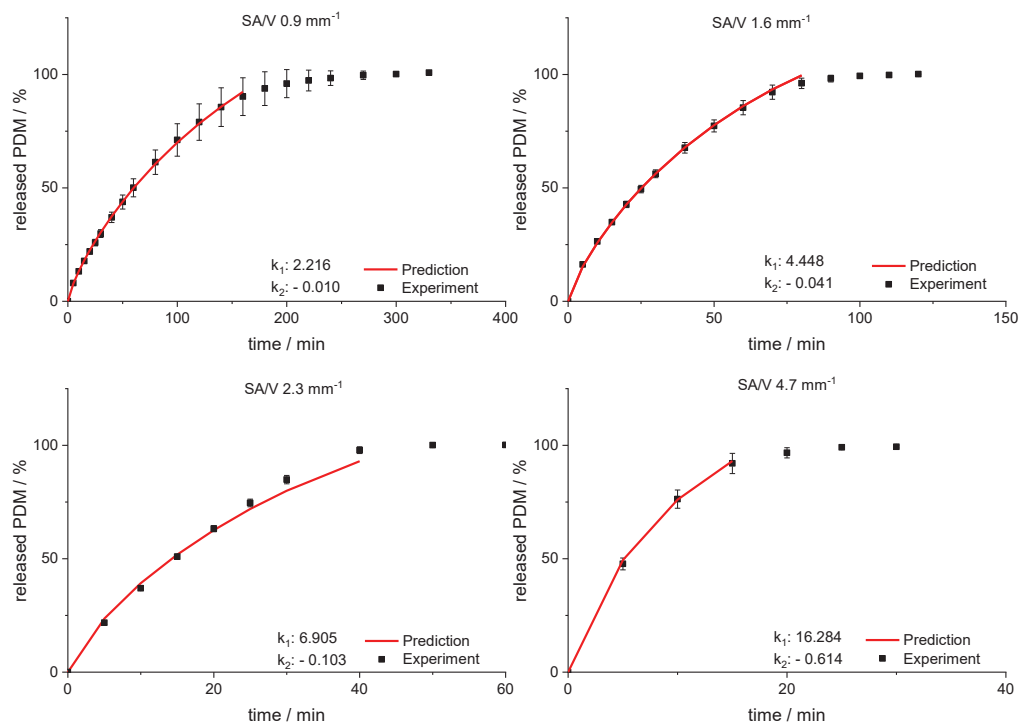 SA/V 0.9 mm⁻¹
released PDM / %
100
50
0
k₁: 2.216
k₂: - 0.010
Prediction
Experiment
0 100 200 300 400
time / min
SA/V 1.6 mm⁻¹
released PDM / %
100
50
0
k₁: 4.448
k₂: - 0.041
Prediction
Experiment
0 50 100 150
time / min
SA/V 2.3 mm⁻¹
released PDM / %
100
50
0
k₁: 6.905
k₂: - 0.103
Prediction
Experiment
0 20 40 60
time / min
SA/V 4.7 mm⁻¹
released PDM / %
100
50
0
k₁: 16.284
k₂: - 0.614
Prediction
Experiment
0 20 40
time / min